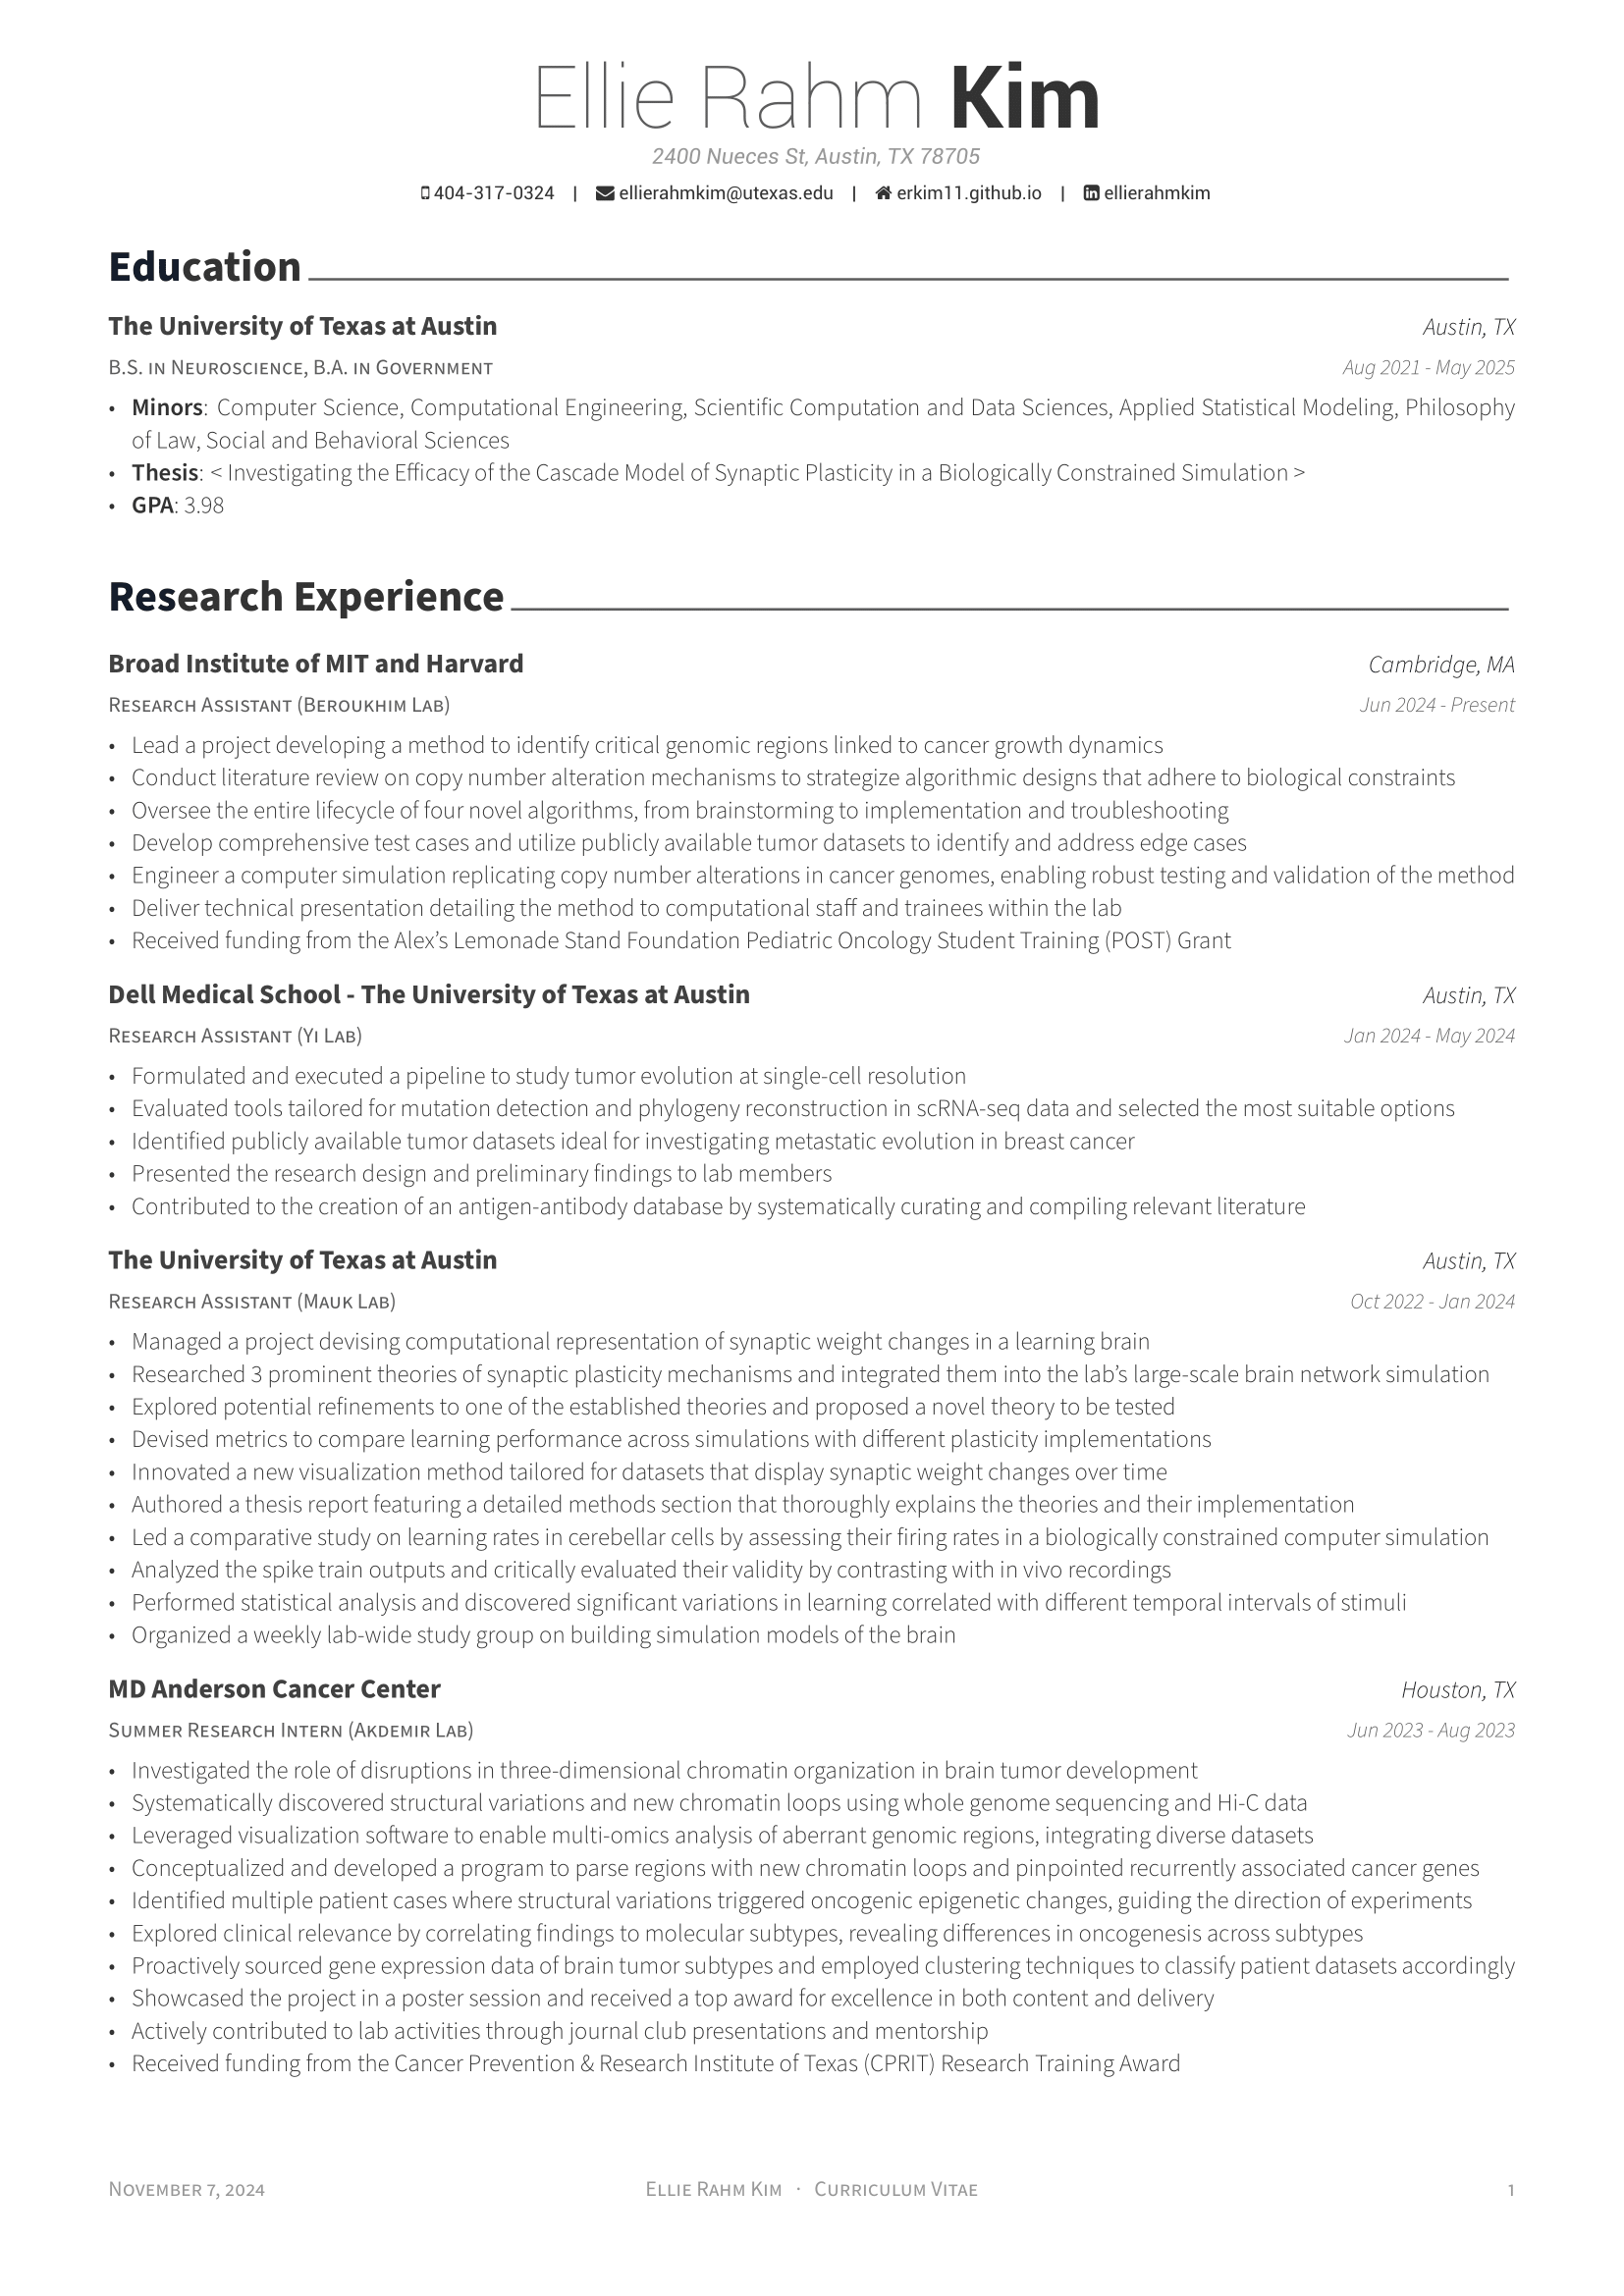 Ellie Rahm Kim
2400 Nueces St, Austin, TX 78705
404-317-0324 | ellierahmkim@utexas.edu | erkim11.github.io | ellierahmkim
Education
The University of Texas at Austin Austin, TX
B.S. in Neuroscience, B.A. in Government Aug 2021 - May 2025
• Minors: Computer Science, Computational Engineering, Scientific Computation and Data Sciences, Applied Statistical Modeling, Philosophy
of Law, Social and Behavioral Sciences
• Thesis: < Investigating the Efficacy of the Cascade Model of Synaptic Plasticity in a Biologically Constrained Simulation >
• GPA: 3.98
Research Experience
Broad Institute of MIT and Harvard Cambridge, MA
Research Assistant (Beroukhim Lab) Jun 2024 - Present
• Lead a project developing a method to identify critical genomic regions linked to cancer growth dynamics
• Conduct literature review on copy number alteration mechanisms to strategize algorithmic designs that adhere to biological constraints
• Oversee the entire lifecycle of four novel algorithms, from brainstorming to implementation and troubleshooting
• Develop comprehensive test cases and utilize publicly available tumor datasets to identify and address edge cases
• Engineer a computer simulation replicating copy number alterations in cancer genomes, enabling robust testing and validation of the method
• Deliver technical presentation detailing the method to computational staff and trainees within the lab
• Received funding from the Alex’s Lemonade Stand Foundation Pediatric Oncology Student Training (POST) Grant
Dell Medical School - The University of Texas at Austin Austin, TX
Research Assistant (Yi Lab) Jan 2024 - May 2024
• Formulated and executed a pipeline to study tumor evolution at single-cell resolution
• Evaluated tools tailored for mutation detection and phylogeny reconstruction in scRNA-seq data and selected the most suitable options
• Identified publicly available tumor datasets ideal for investigating metastatic evolution in breast cancer
• Presented the research design and preliminary findings to lab members
• Contributed to the creation of an antigen-antibody database by systematically curating and compiling relevant literature
The University of Texas at Austin Austin, TX
Research Assistant (Mauk Lab) Oct 2022 - Jan 2024
• Managed a project devising computational representation of synaptic weight changes in a learning brain
• Researched 3 prominent theories of synaptic plasticity mechanisms and integrated them into the lab’s large-scale brain network simulation
• Explored potential refinements to one of the established theories and proposed a novel theory to be tested
• Devised metrics to compare learning performance across simulations with different plasticity implementations
• Innovated a new visualization method tailored for datasets that display synaptic weight changes over time
• Authored a thesis report featuring a detailed methods section that thoroughly explains the theories and their implementation
• Led a comparative study on learning rates in cerebellar cells by assessing their firing rates in a biologically constrained computer simulation
• Analyzed the spike train outputs and critically evaluated their validity by contrasting with in vivo recordings
• Performed statistical analysis and discovered significant variations in learning correlated with different temporal intervals of stimuli
• Organized a weekly lab-wide study group on building simulation models of the brain
MD Anderson Cancer Center Houston, TX
Summer Research Intern (Akdemir Lab) Jun 2023 - Aug 2023
• Investigated the role of disruptions in three-dimensional chromatin organization in brain tumor development
• Systematically discovered structural variations and new chromatin loops using whole genome sequencing and Hi-C data
• Leveraged visualization software to enable multi-omics analysis of aberrant genomic regions, integrating diverse datasets
• Conceptualized and developed a program to parse regions with new chromatin loops and pinpointed recurrently associated cancer genes
• Identified multiple patient cases where structural variations triggered oncogenic epigenetic changes, guiding the direction of experiments
• Explored clinical relevance by correlating findings to molecular subtypes, revealing differences in oncogenesis across subtypes
• Proactively sourced gene expression data of brain tumor subtypes and employed clustering techniques to classify patient datasets accordingly
• Showcased the project in a poster session and received a top award for excellence in both content and delivery
• Actively contributed to lab activities through journal club presentations and mentorship
• Received funding from the Cancer Prevention & Research Institute of Texas (CPRIT) Research Training Award
November 7, 2024 Ellie Rahm Kim · Curriculum Vitae 1